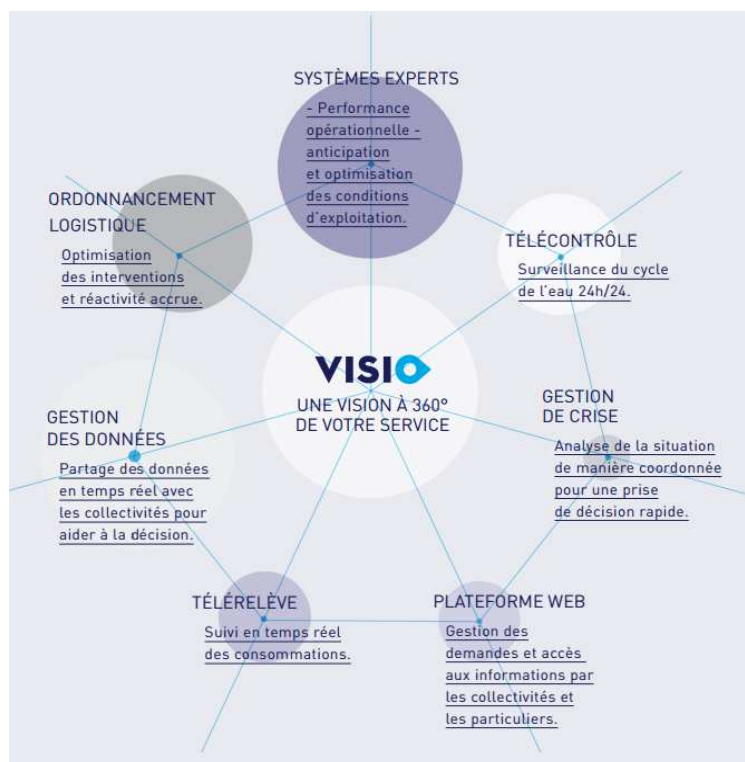 SYSTÈMES EXPERTS
- Performance
opérationnelle -
anticipation
et optimisation
des conditions
d'exploitation.
ORDONNANCEMENT
LOGISTIQUE
Optimisation
des interventions
et réactivité accrue.
TÉLÉCONTRÔLE
Surveillance du cycle
de l'eau 24h/24.
VISIO
UNE VISION À 360°
DE VOTRE SERVICE
GESTION
DES DONNÉES
Partage des données
en temps réel avec
les collectivités pour
aider à la décision.
GESTION
DE CRISE
Analyse de la situation
de manière coordonnée
pour une prise
de décision rapide.
TÉLÉRELÈVE
Suivi en temps réel
des consommations.
PLATEFORME WEB
Gestion des
demandes et accès
aux informations par
les collectivités et
les particuliers.